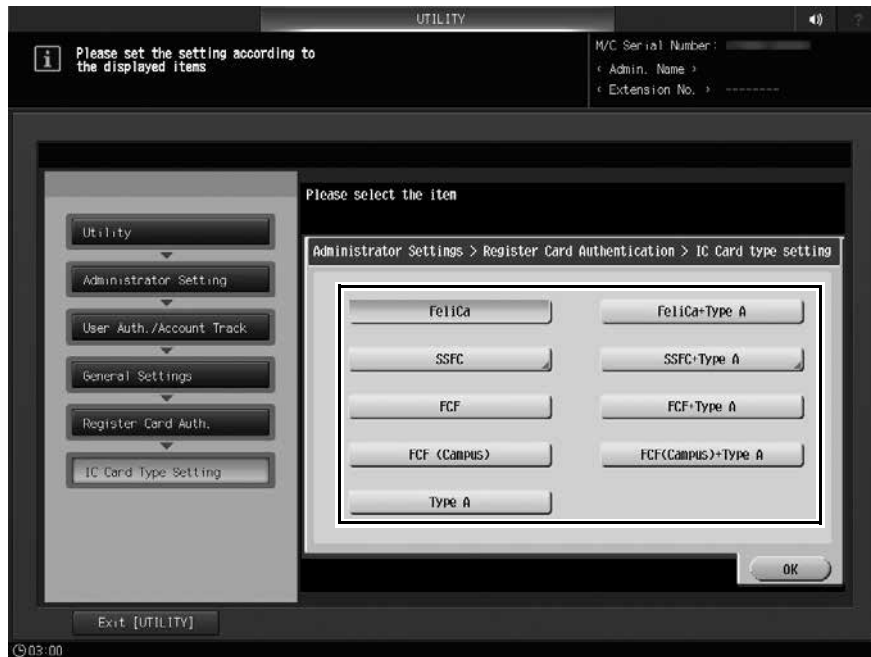 UTILITY
?
i
Please set the setting according to
the displayed items
M/C Serial Number:
< Admin. Name >
< Extension No. > --------
Please select the item
Utility
Administrator Settings > Register Card Authentication > IC Card type setting
Administrator Setting
FeliCa
FeliCa+Type A
User Auth./Account Track
SSFC
SSFC+Type A
General Settings
FCF
FCF+Type A
Register Card Auth.
FCF (Campus)
FCF(Campus)+Type A
IC Card Type Setting
Type A
OK
Exit [UTILITY]
03:00